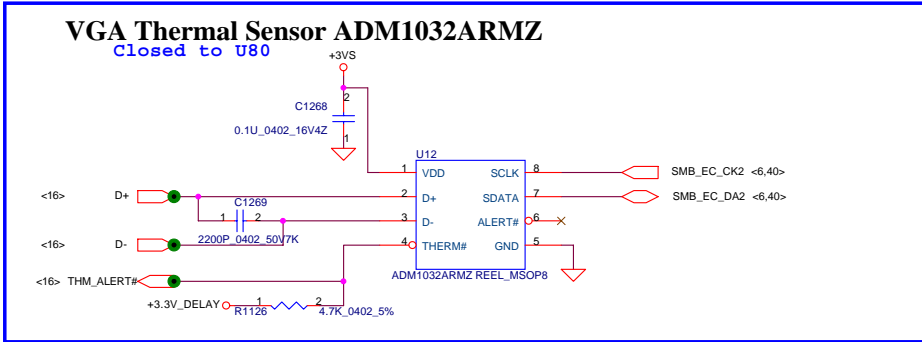 VGA Thermal Sensor ADM1032ARMZ
Closed to U80
+3VS
2
C1268
0.1U_0402_16V4Z
1
U12
1 VDD SCLK 8 SMB_EC_CK2 <6,40>
<16> D+ 2 D+ SDATA 7 SMB_EC_DA2 <6,40>
C1269
1 2 3 D- ALERT# 6
2200P_0402_50V7K
<16> D- 4 THERM# GND 5
ADM1032ARMZ REEL_MSOP8
<16> THM_ALERT#
+3.3V_DELAY 1 2
R1126 4.7K_0402_5%